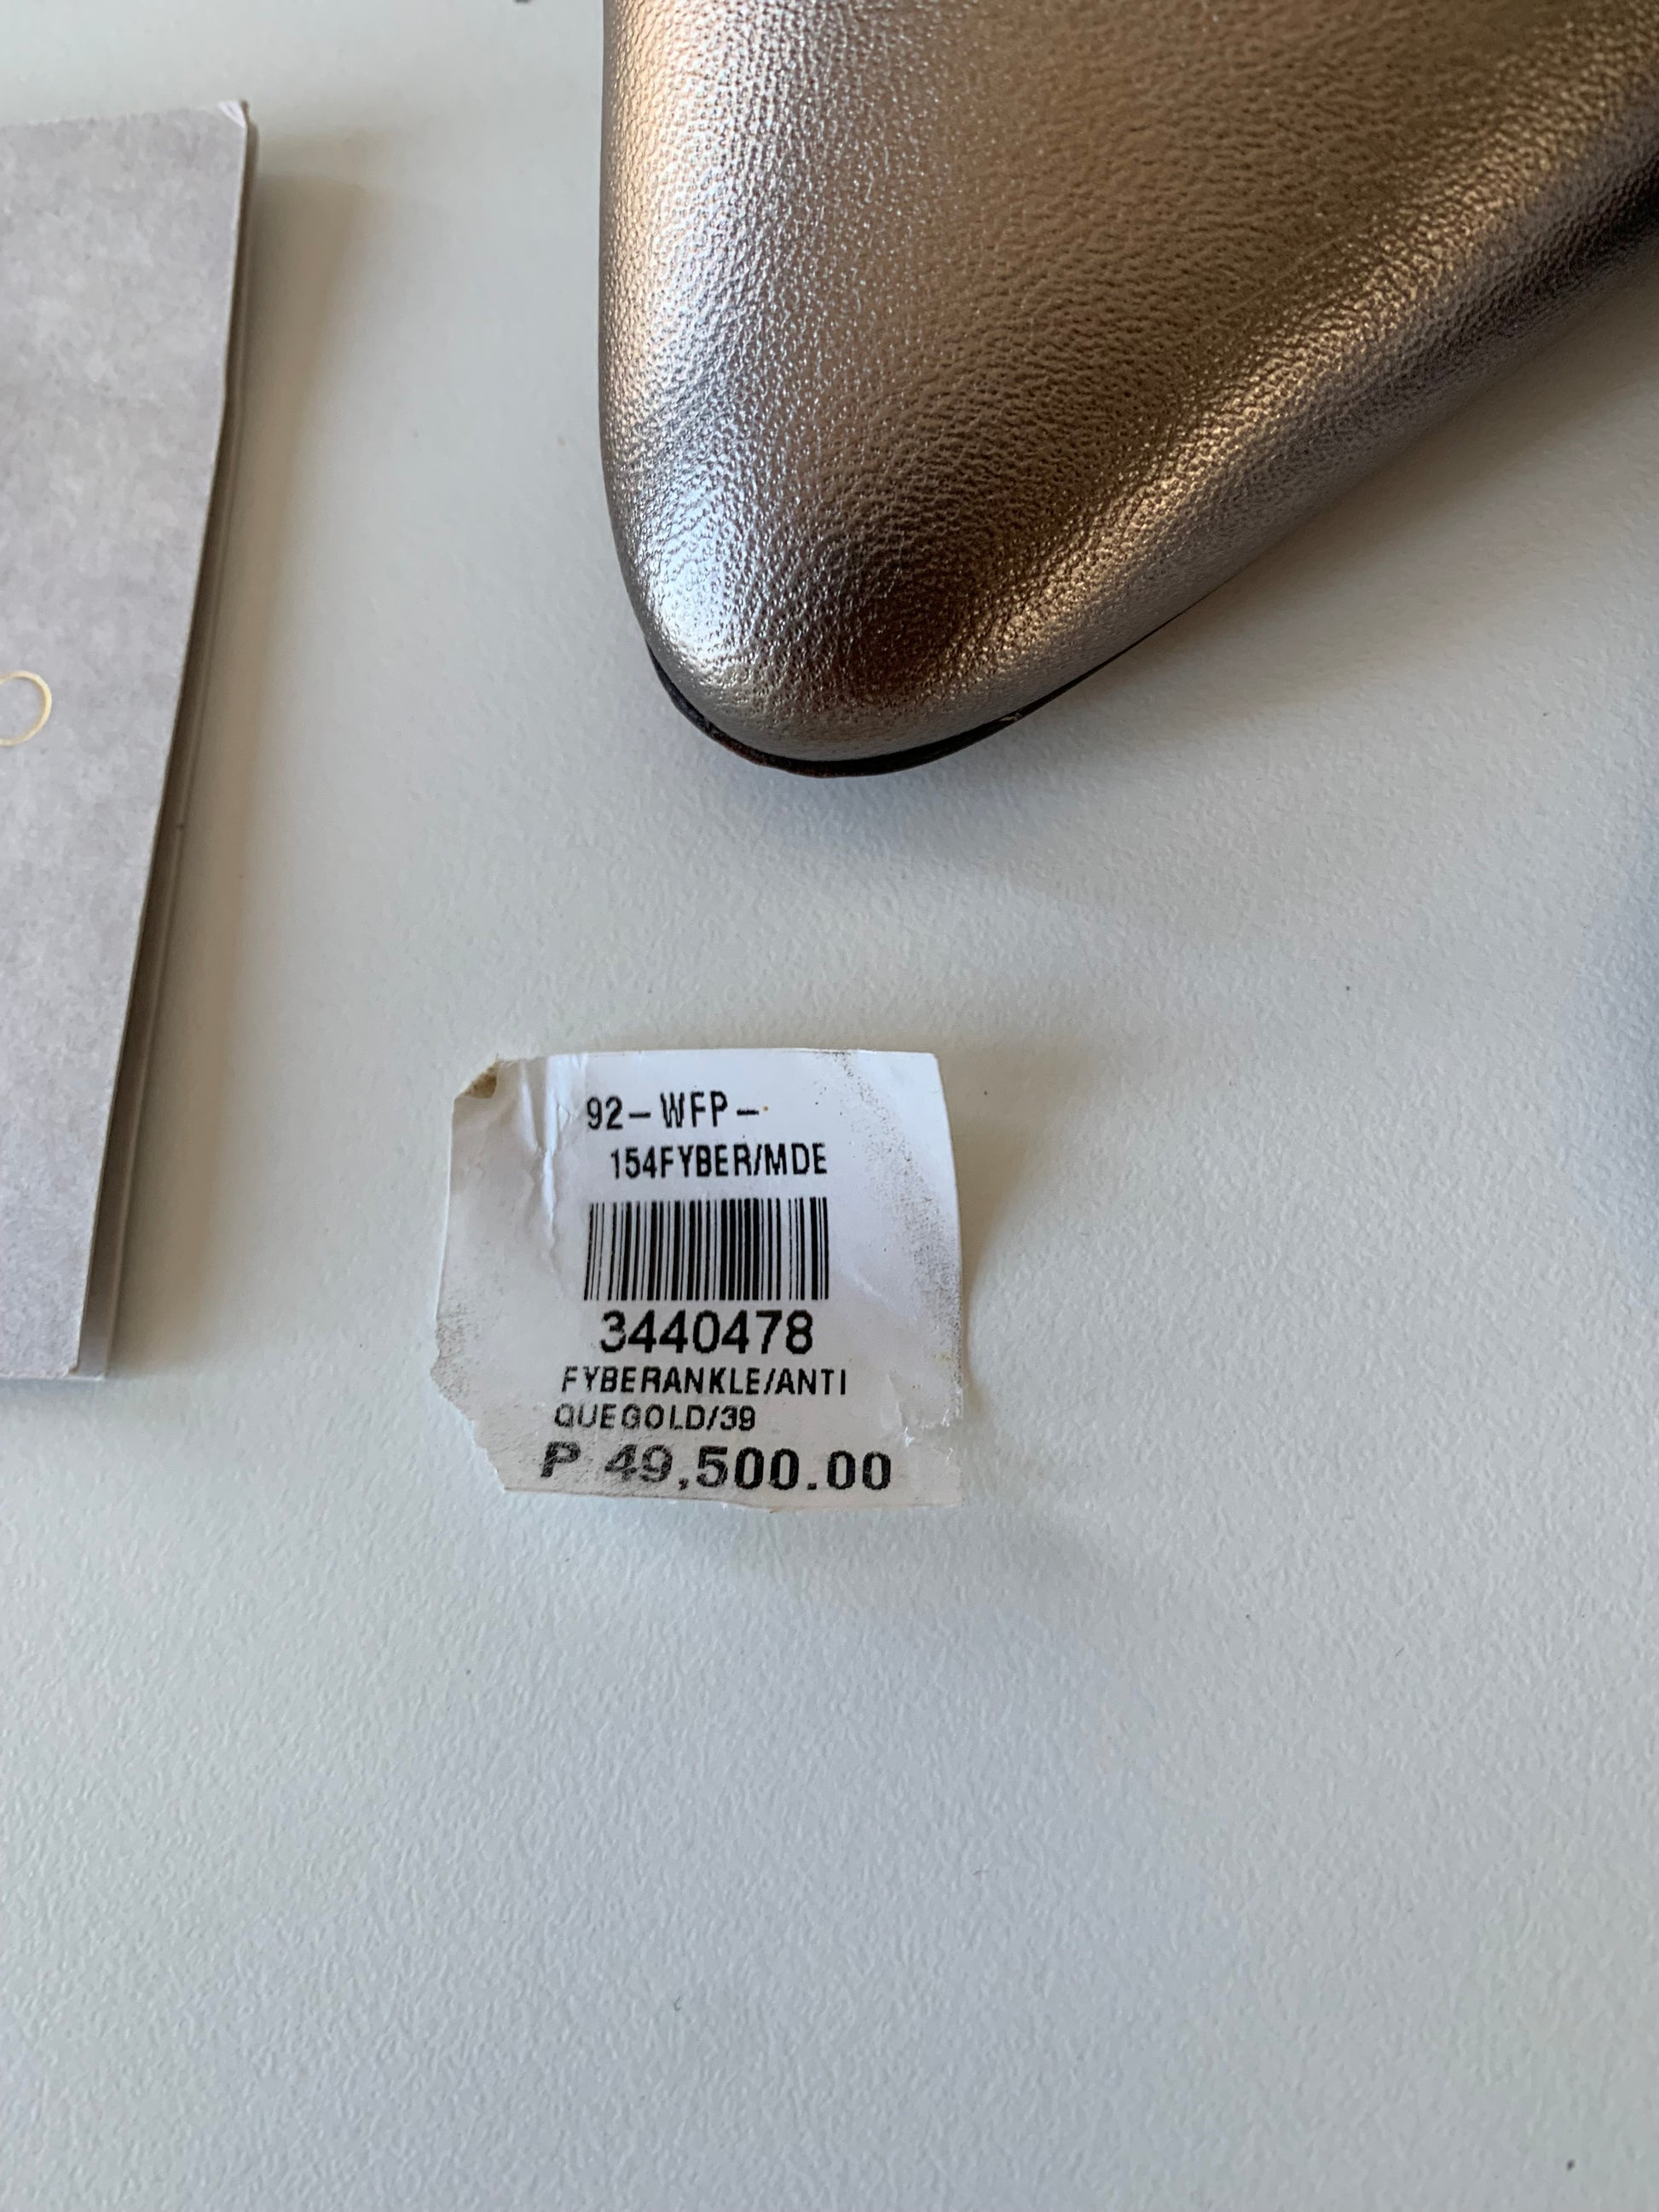 92-WFP-
154FYBER/MDE
3440478
FYBERANKLE/ANTI
QUEGOLD/39
P 49,500.00